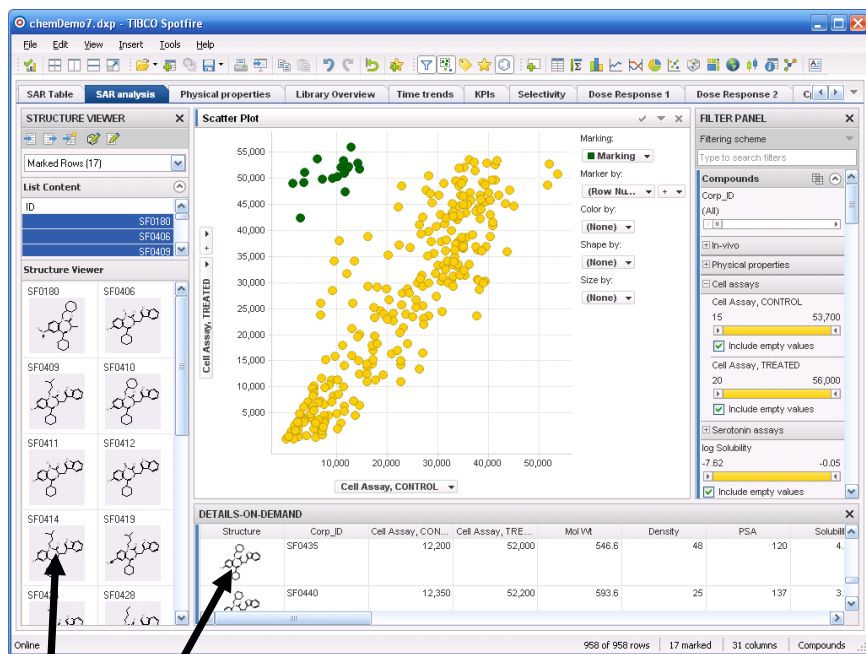 chemDemo7.dxp - TIBCO Spotfire
File Edit View Insert Tools Help
SAR Table SAR analysis Physical properties Library Overview Time trends KPIs Selectivity Dose Response 1 Dose Response 2
STRUCTURE VIEWER
Marked Rows (17)
List Content
ID
SF0180
SF0406
SF0409
Structure Viewer
SF0180 SF0406
SF0409 SF0410
SF0411 SF0412
SF0414 SF0419
SF0428
Scatter Plot
55,000
50,000
45,000
40,000
35,000
30,000
25,000
20,000
15,000
10,000
5,000
Cell Assay, TREATED
+
10,000 20,000 30,000 40,000 50,000
Cell Assay, CONTROL
Marking:
Marking
Marker by:
(Row Nu... +
Color by:
(None)
Shape by:
(None)
Size by:
(None)
FILTER PANEL
Filtering scheme
Type to search filters
Compounds
Corp_ID
(All)
In-vivo
Physical properties
Cell assays
Cell Assay, CONTROL
15 53,700
Include empty values
Cell Assay, TREATED
20 56,000
Include empty values
Serotonin assays
log Solubility
-7.62 -0.05
Include empty values
DETAILS-ON-DEMAND
Structure Corp_ID Cell Assay, CON... Cell Assay, TRE... Mol Wt Density PSA Solubili
SF0435 12,200 52,000 546.6 48 120 4.
SF0440 12,350 52,200 593.6 25 137 3.
Online 958 of 958 rows 17 marked 31 columns Compounds